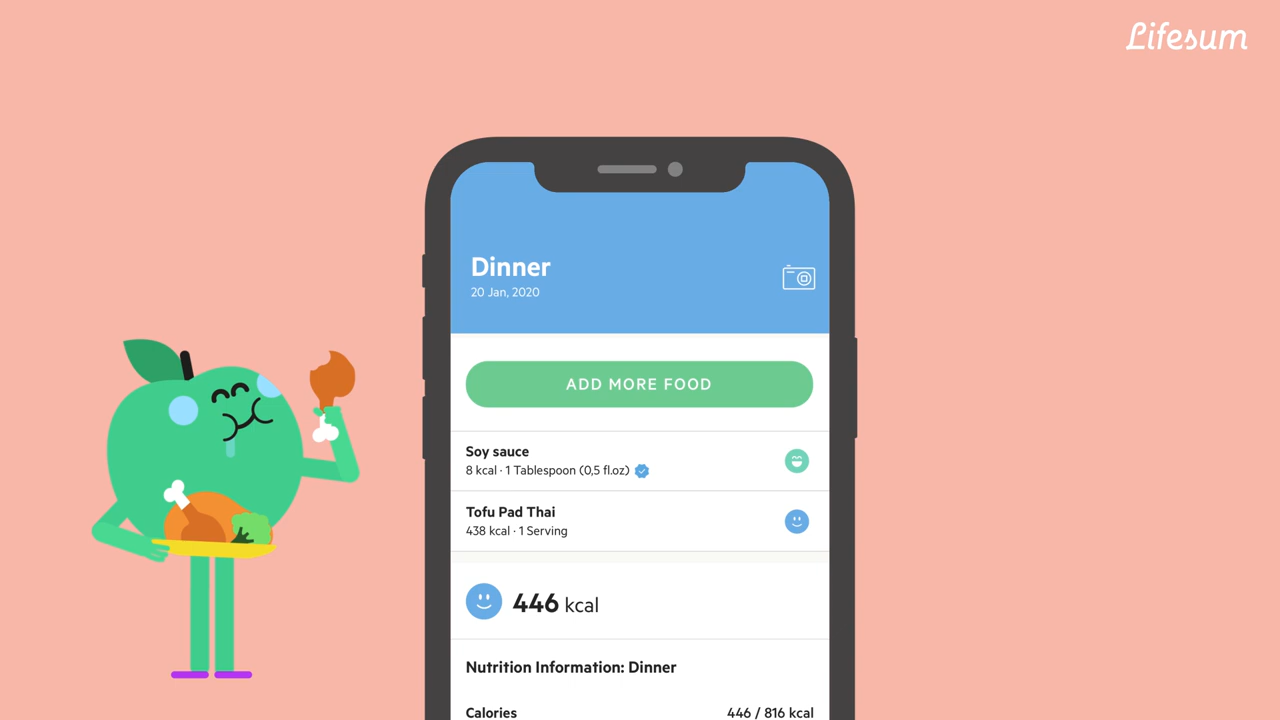 Lifesum
Dinner
20 Jan, 2020
ADD MORE FOOD
Soy sauce
8 kcal · 1 Tablespoon (0,5 fl.oz)
Tofu Pad Thai
438 kcal · 1 Serving
446 kcal
Nutrition Information: Dinner
Calories 446 / 816 kcal